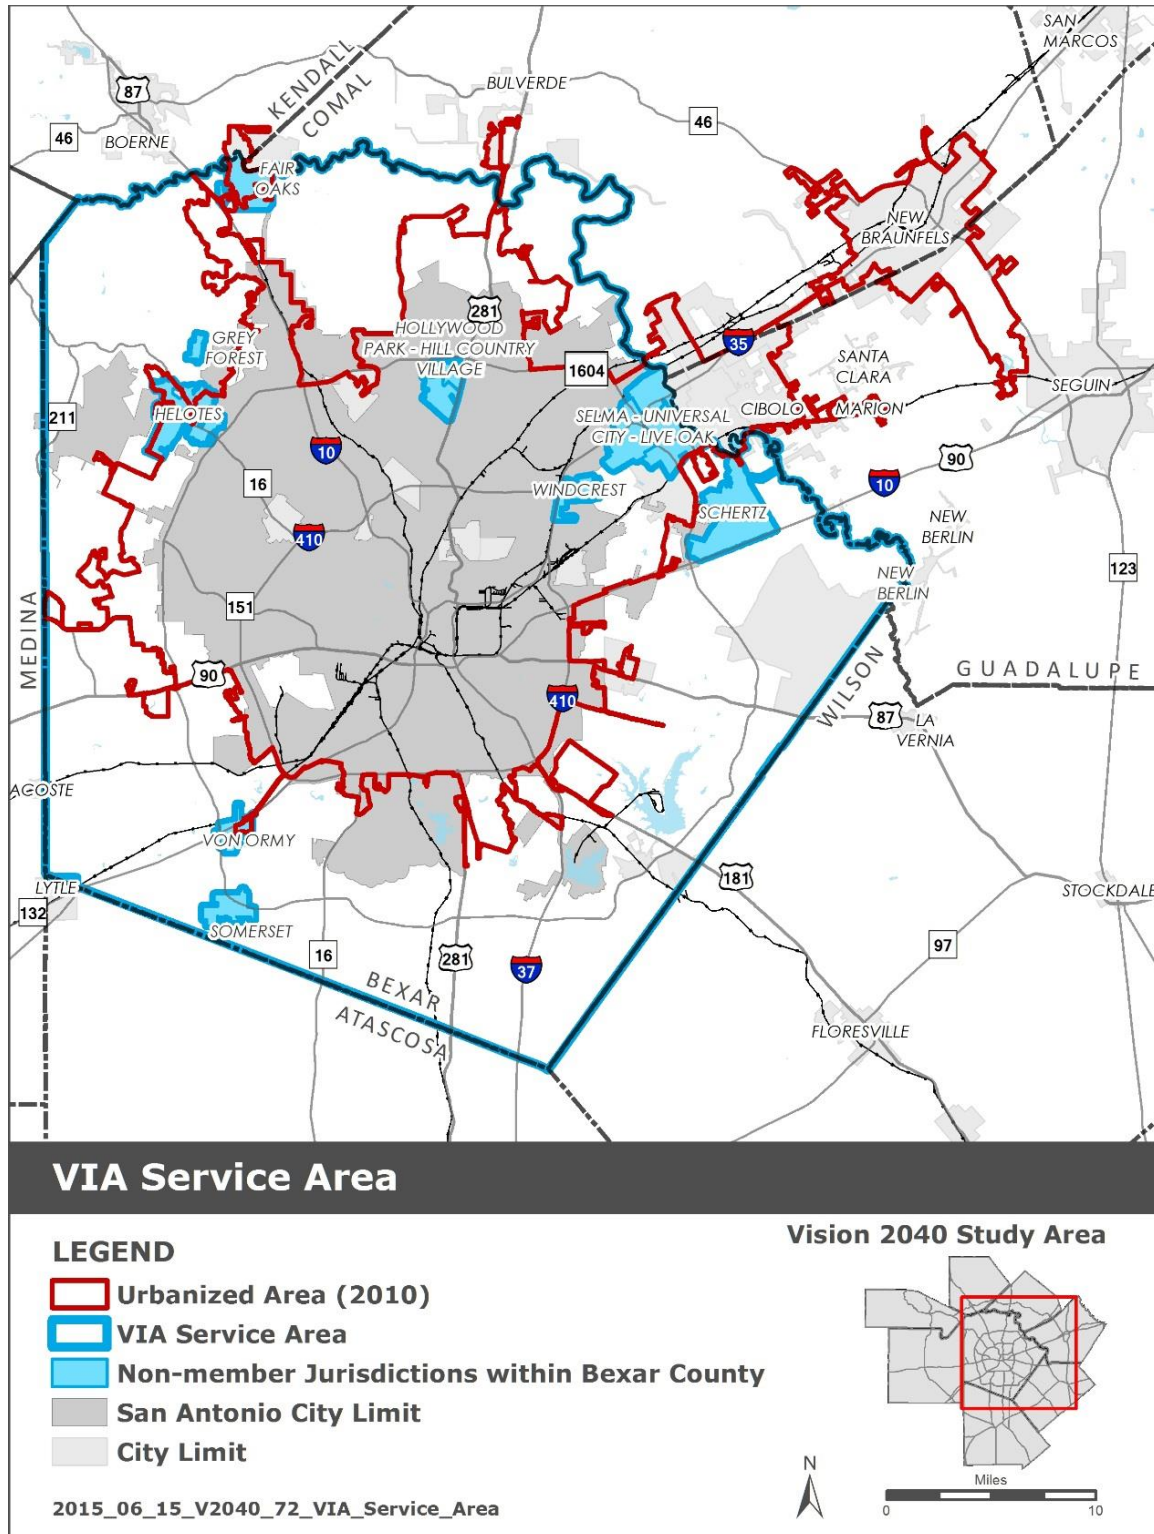 SAN
MARCOS
KENDALL
COMAL
87
BULVERDE
46
46
BOERNE
FAIR
OAKS
NEW
BRAUNFELS
281
GREY
FOREST
HOLLYWOOD
PARK - HILL COUNTRY
VILLAGE
35
1604
SANTA
CLARA
SEGUIN
211
HELOTES
SELMA - UNIVERSAL
CITY - LIVE OAK
CIBOLO
MARION
10
90
16
WINDCREST
10
SCHERTZ
410
NEW
BERLIN
123
NEW
BERLIN
151
MEDINA
90
WILSON
GUADALUPE
410
87
LA
VERNIA
ACOSTE
VON ORMY
LYTLE
181
STOCKDALE
132
SOMERSET
16
281
37
97
BEXAR
ATASCOSA
FLORESVILLE
VIA Service Area
LEGEND
Urbanized Area (2010)
VIA Service Area
Non-member Jurisdictions within Bexar County
San Antonio City Limit
City Limit
2015_06_15_V2040_72_VIA_Service_Area
Vision 2040 Study Area
N
Miles
0
10